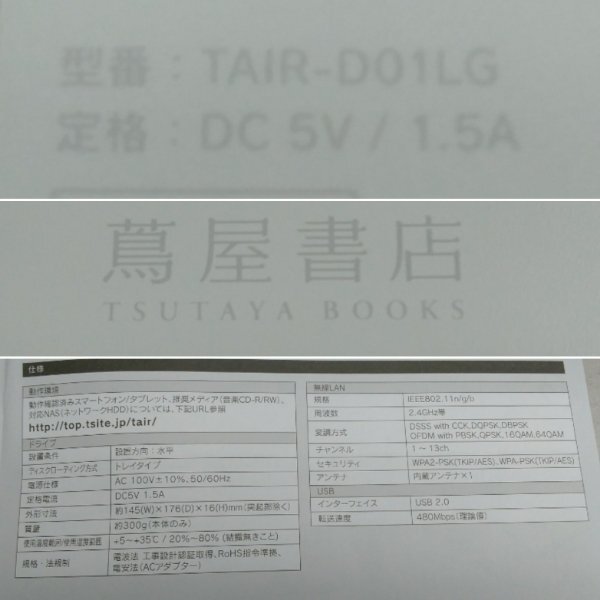 型番：TAIR-D01LG
定格：DC 5V / 1.5A
蔦屋書店
TSUTAYA BOOKS
仕様
動作環境
動作確認済みスマートフォン/タブレット、推奨メディア(音楽CD-R/RW)、
対応NAS(ネットワークHDD)については、下記URL参照
http://top.tsite.jp/tair/
ドライブ
設置条件 設置方向：水平
ディスクローディング方式 トレイタイプ
電源仕様 AC 100V±10%、50/60Hz
定格電流 DC5V 1.5A
外形寸法 約145(W)×176(D)×16(H)mm(突起部除く)
質量 約300g(本体のみ)
使用温度範囲/使用湿度範囲 +5～+35℃ / 20%～80% (結露無きこと)
規格・法規制 電波法 工事設計認証取得、RoHS指令準拠、
電安法(ACアダプター)
無線LAN
規格 IEEE802.11n/g/b
周波数 2.4GHz帯
変調方式 DSSS with CCK,DQPSK,DBPSK
OFDM with PBSK,QPSK,16QAM,64QAM
チャンネル 1～13ch
セキュリティ WPA2-PSK(TKIP/AES)、WPA-PSK(TKIP/AES)
アンテナ 内蔵アンテナ×1
USB
インターフェイス USB 2.0
転送速度 480Mbps(理論値)